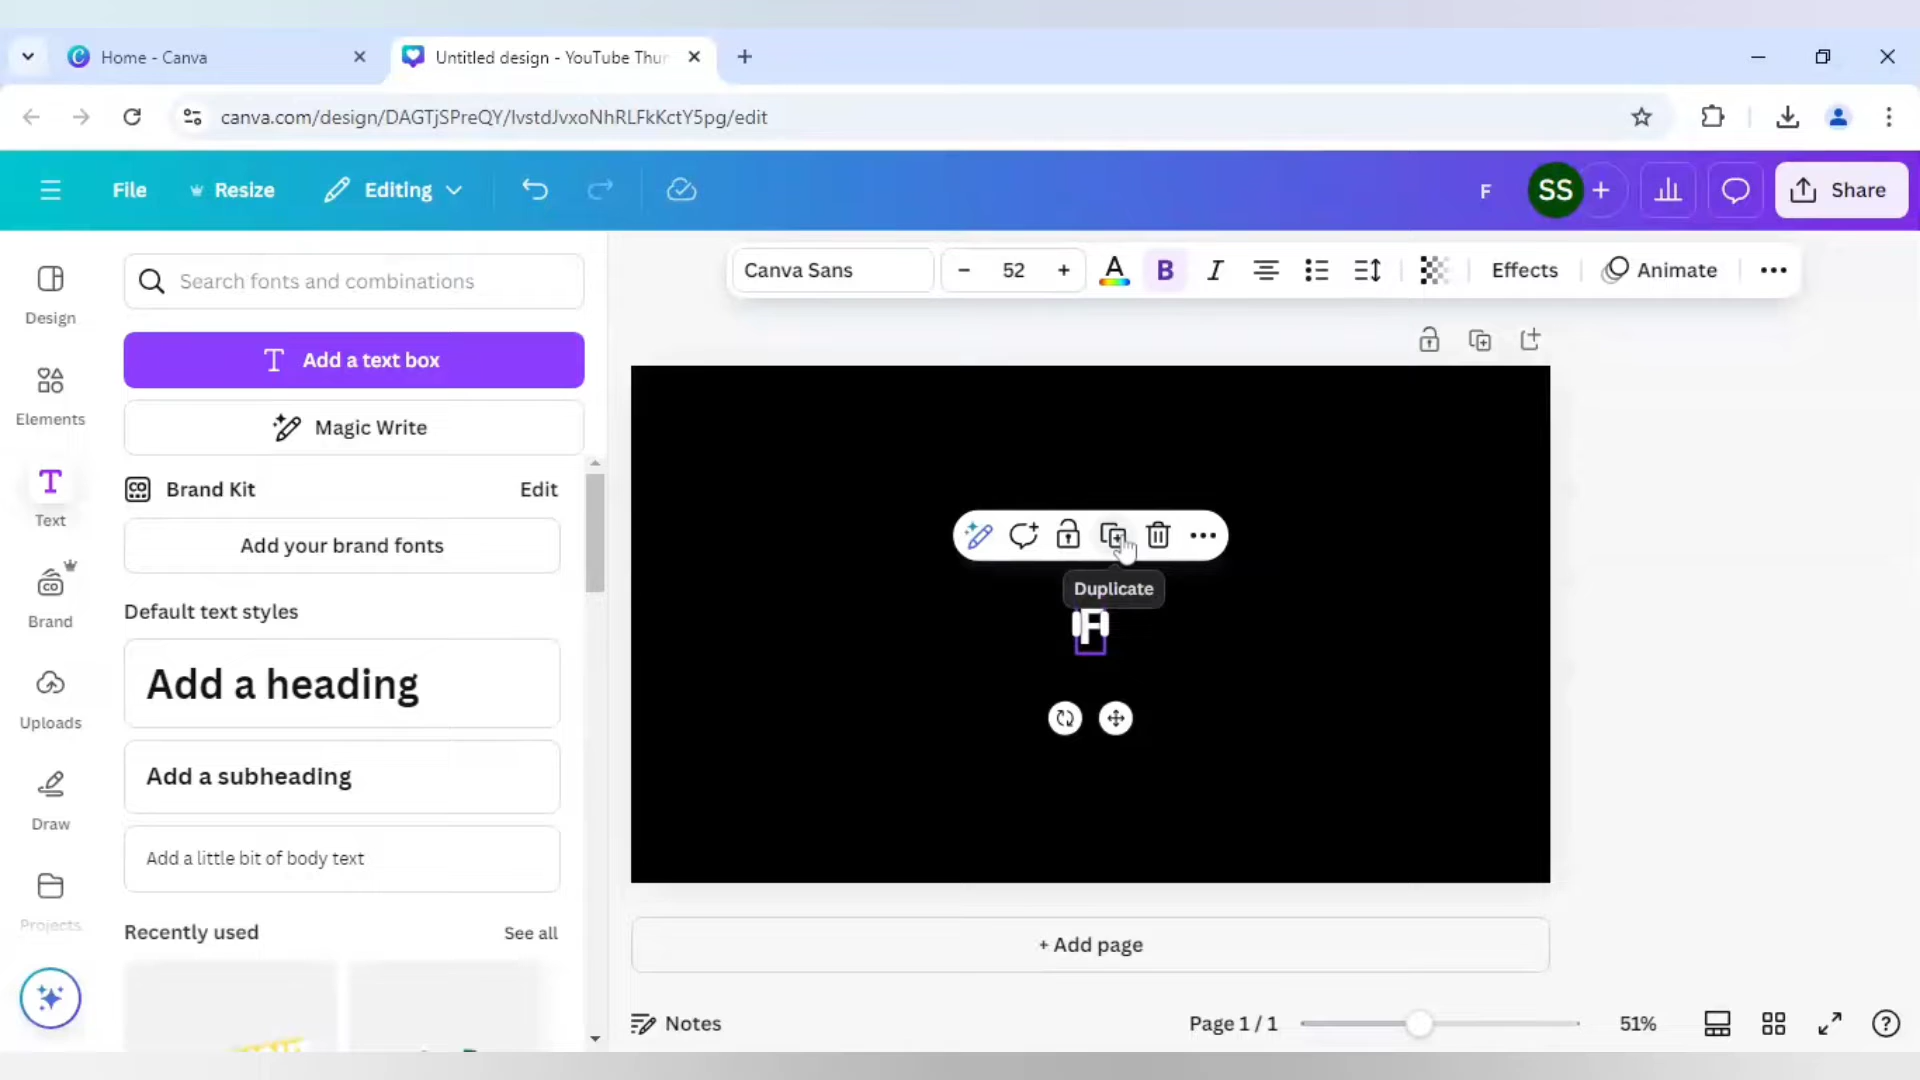 Home - Canva
Untitled design - YouTube Thur
canva.com/design/DAGTjSPreQY/lvstdJvxoNhRLFkKctY5pg/edit
File
Resize
Editing
F
SS
Share
Canva Sans
52
Effects
Animate
Design
Elements
Text
Brand
Uploads
Draw
Projects
Search fonts and combinations
Add a text box
Magic Write
Brand Kit
Edit
Add your brand fonts
Default text styles
Add a heading
Add a subheading
Add a little bit of body text
Recently used
See all
Duplicate
F
+ Add page
Notes
Page 1 / 1
51%